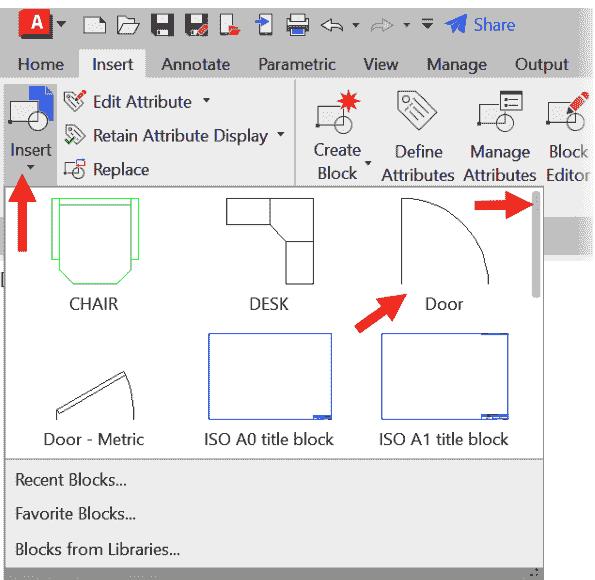 A
Share
Home Insert Annotate Parametric View Manage Output
Edit Attribute
Retain Attribute Display
Replace
Insert
Create
Block
Define
Attributes
Manage
Attributes
Block
Editor
CHAIR DESK Door
Door - Metric ISO A0 title block ISO A1 title block
Recent Blocks...
Favorite Blocks...
Blocks from Libraries...